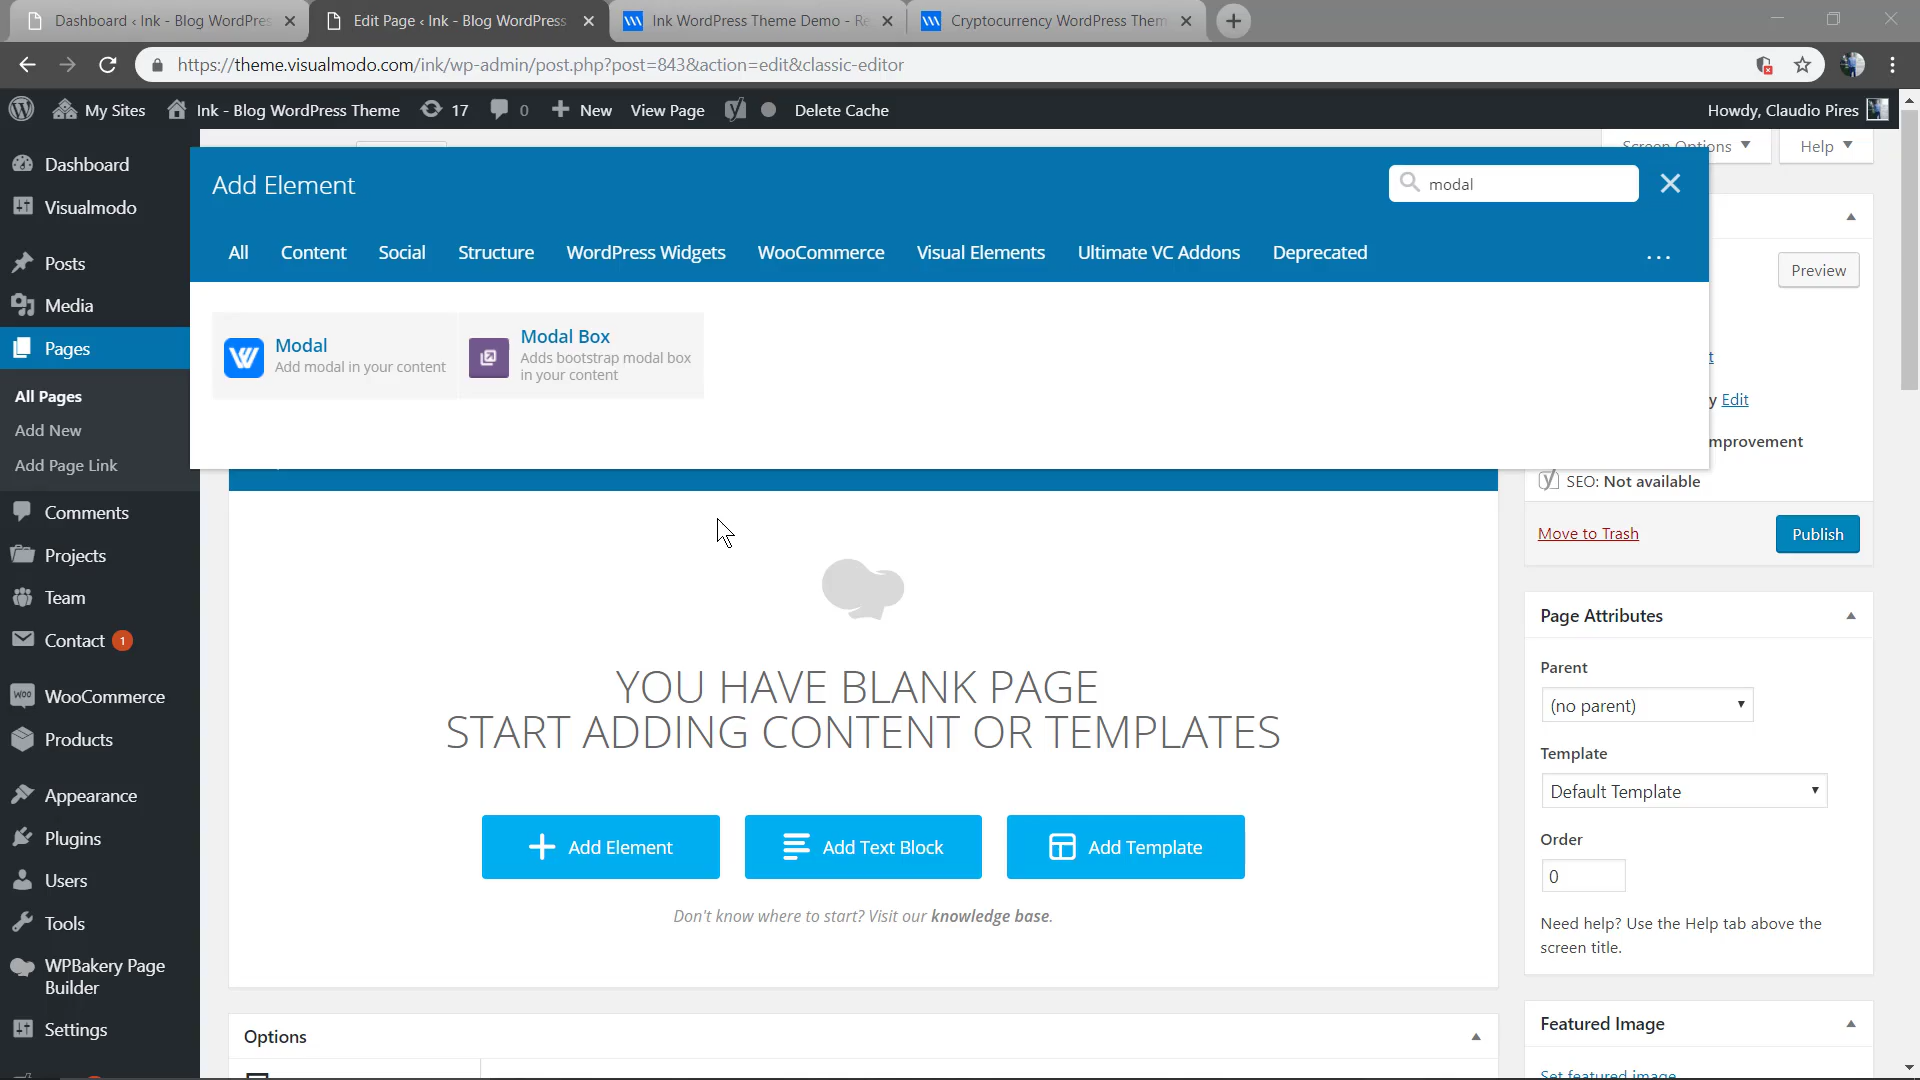 Dashboard ‹ Ink - Blog WordPres
Edit Page ‹ Ink - Blog WordPress
Ink WordPress Theme Demo - Re
Cryptocurrency WordPress Them
https://theme.visualmodo.com/ink/wp-admin/post.php?post=843&action=edit&classic-editor
My Sites
Ink - Blog WordPress Theme
17
0
New
View Page
Delete Cache
Howdy, Claudio Pires
Screen Options
Help
Dashboard
Visualmodo
Posts
Media
Pages
All Pages
Add New
Add Page Link
Comments
Projects
Team
Contact 1
WooCommerce
Products
Appearance
Plugins
Users
Tools
WPBakery Page
Builder
Settings
Add Element
modal
All
Content
Social
Structure
WordPress Widgets
WooCommerce
Visual Elements
Ultimate VC Addons
Deprecated
...
Modal
Add modal in your content
Modal Box
Adds bootstrap modal box
in your content
YOU HAVE BLANK PAGE
START ADDING CONTENT OR TEMPLATES
Add Element
Add Text Block
Add Template
Don't know where to start? Visit our knowledge base.
Options
Preview
y Edit
mprovement
SEO: Not available
Move to Trash
Publish
Page Attributes
Parent
(no parent)
Template
Default Template
Order
0
Need help? Use the Help tab above the
screen title.
Featured Image
Set featured image